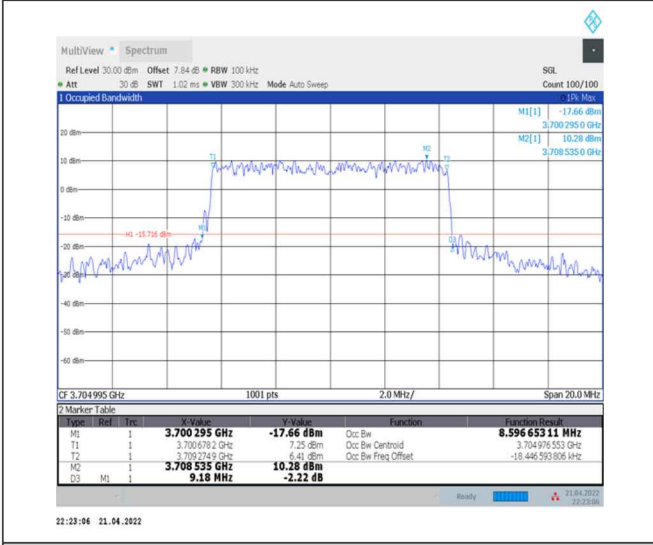 MultiView Spectrum
Ref Level 30.00 dBm Offset 7.84 dB RBW 100 kHz SGL
Att 30 dB SWT 1.02 ms VBW 300 kHz Mode Auto Sweep Count 100/100
1 Occupied Bandwidth 1Pk Max
M1[1] -17.66 dBm
3.700 295 0 GHz
M2[1] 10.28 dBm
3.708 535 0 GHz
20 dBm
M2
T1 T2
10 dBm
0 dBm
-10 dBm
H1 -15.716 dBm M1
D3
-20 dBm
-30 dBm
-40 dBm
-50 dBm
-60 dBm
CF 3.704995 GHz 1001 pts 2.0 MHz/ Span 20.0 MHz
2 Marker Table
Type Ref Trc X-Value Y-Value Function Function Result
M1 1 3.700 295 GHz -17.66 dBm Occ Bw 8.596 653 11 MHz
T1 1 3.700 678 2 GHz 7.25 dBm Occ Bw Centroid 3.704 976 553 GHz
T2 1 3.709 274 9 GHz 6.41 dBm Occ Bw Freq Offset -18.446 593 806 kHz
M2 1 3.708 535 GHz 10.28 dBm
D3 M1 1 9.18 MHz -2.22 dB
Ready 21.04.2022
22:23:06
22:23:06 21.04.2022